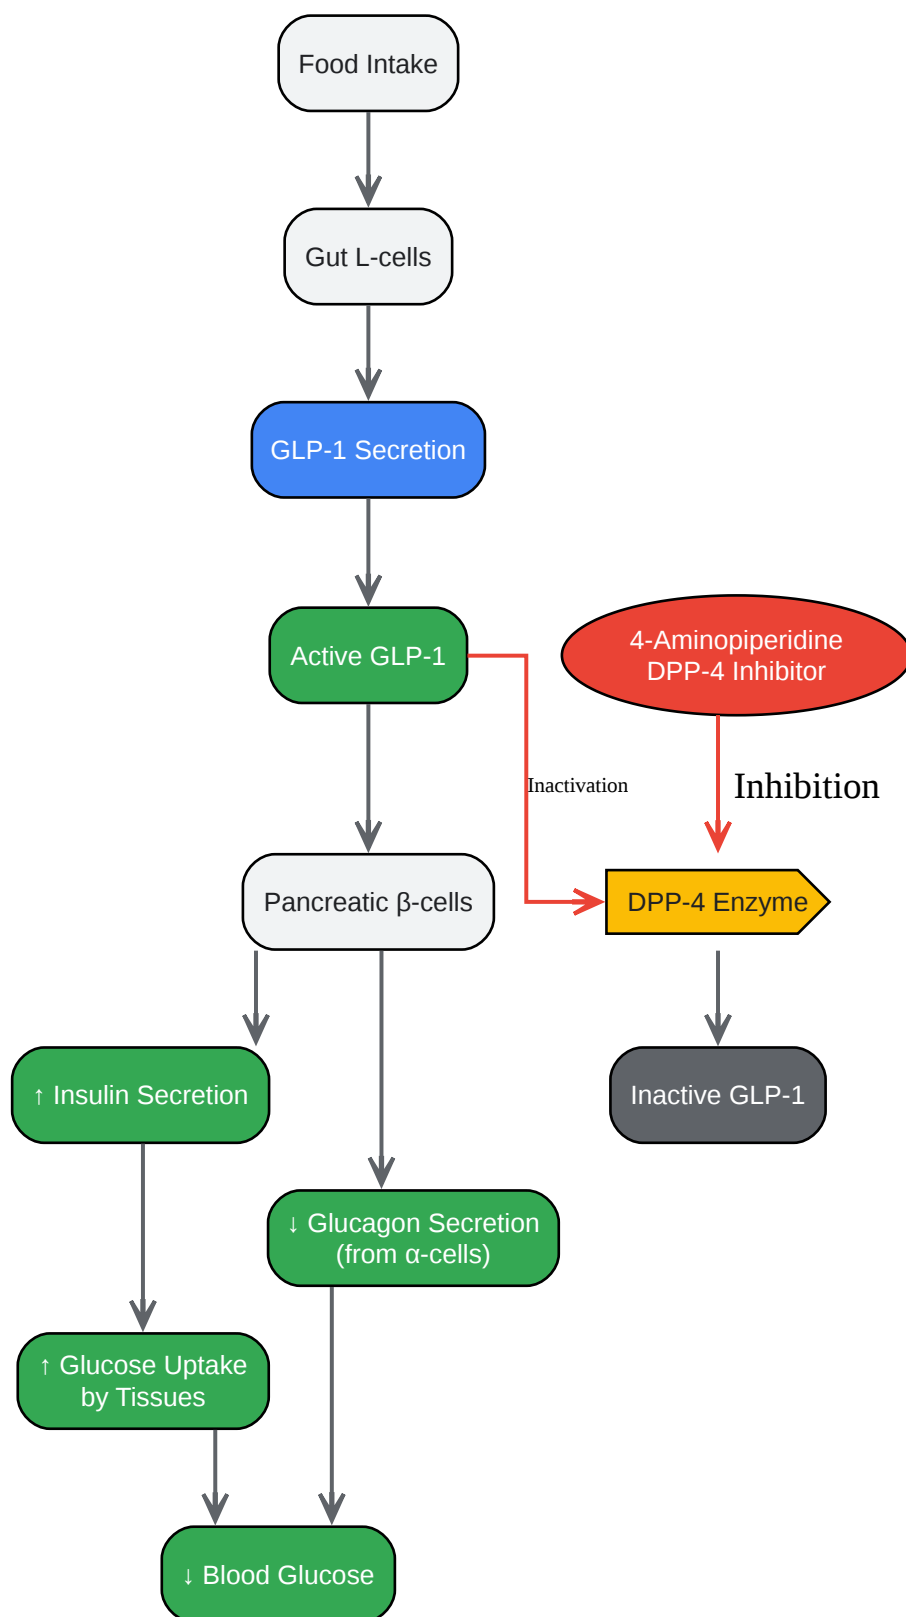 Food Intake
Gut L-cells
GLP-1 Secretion
Active GLP-1
4-Aminopiperidine
DPP-4 Inhibitor
Inactivation
Inhibition
Pancreatic β-cells
DPP-4 Enzyme
↑ Insulin Secretion
Inactive GLP-1
↓ Glucagon Secretion
(from α-cells)
↑ Glucose Uptake
by Tissues
↓ Blood Glucose